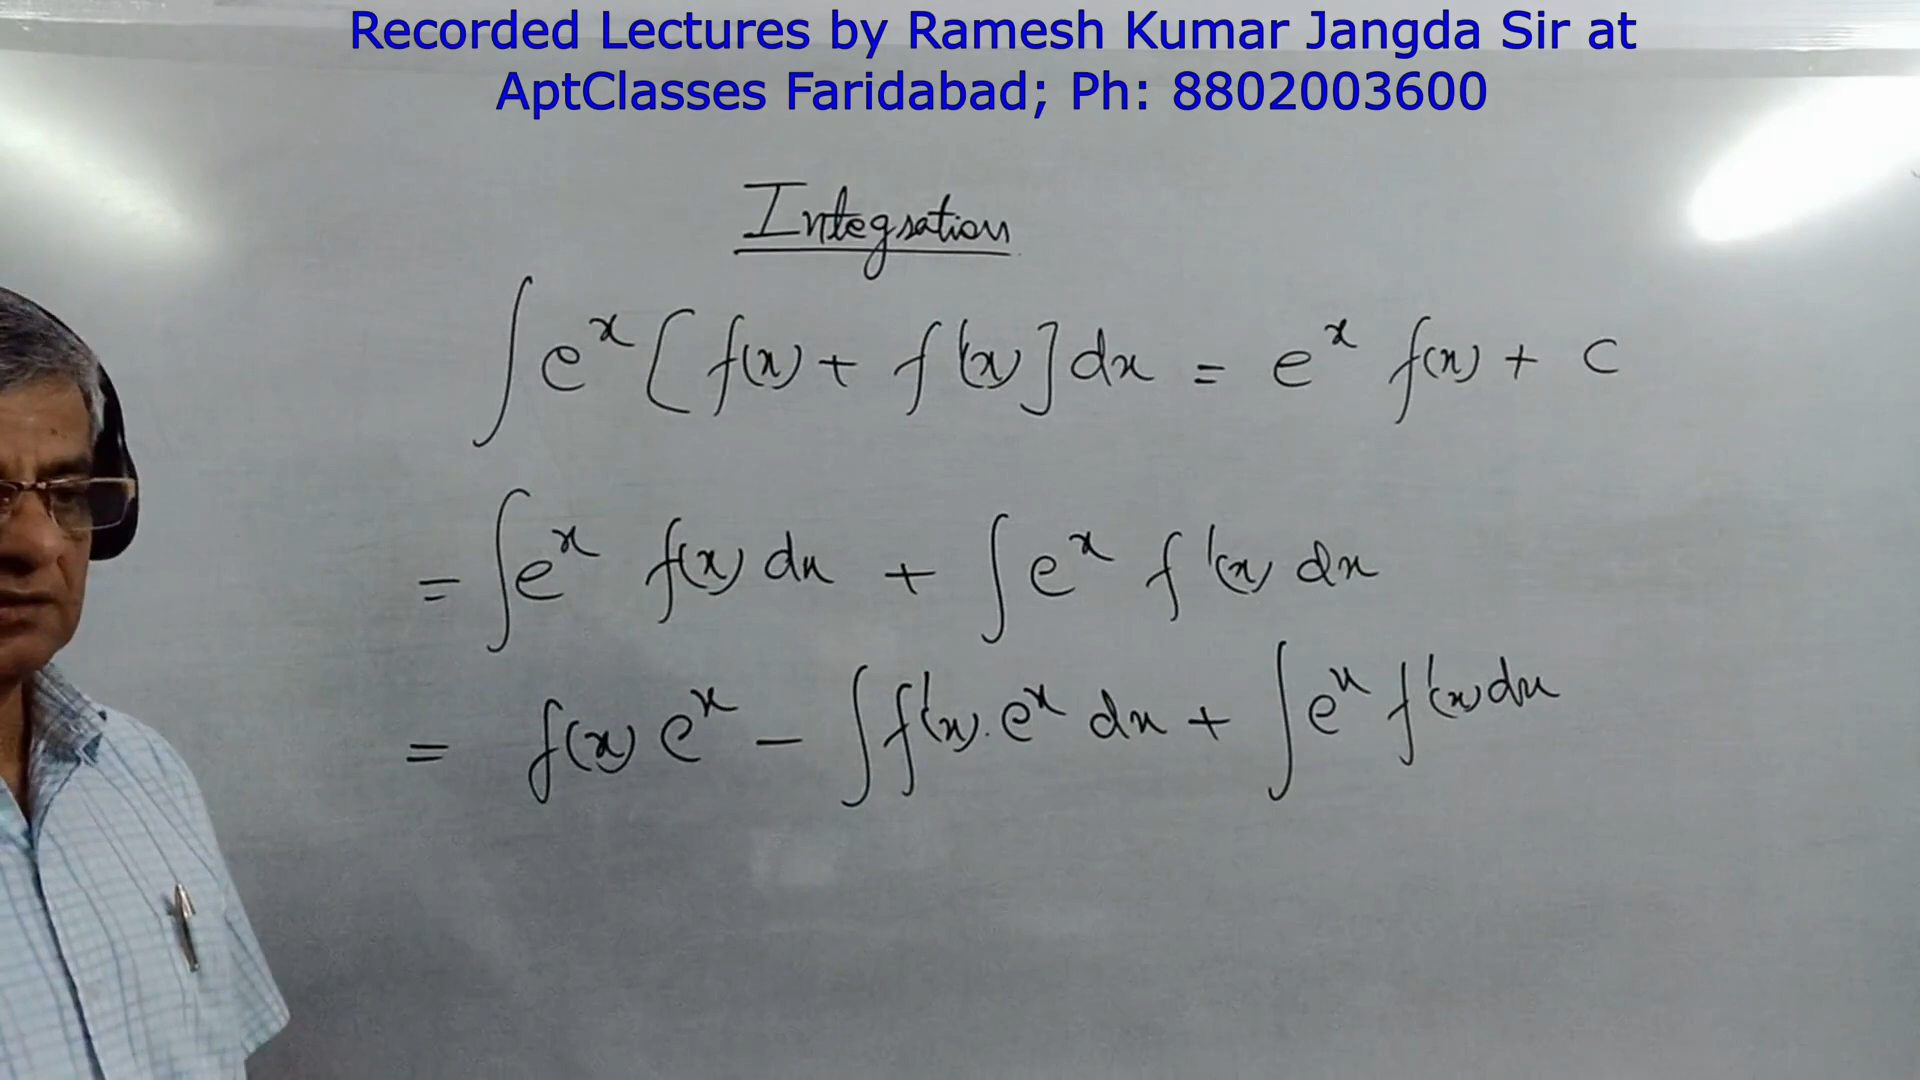 Recorded Lectures by Ramesh Kumar Jangda Sir at
AptClasses Faridabad; Ph: 8802003600
Integration
∫ e^x [ f(x) + f'(x) ] dx = e^x f(x) + c
= ∫ e^x f(x) dx + ∫ e^x f'(x) dx
= f(x) e^x − ∫ f'(x) . e^x dx + ∫ e^x f'(x) dx